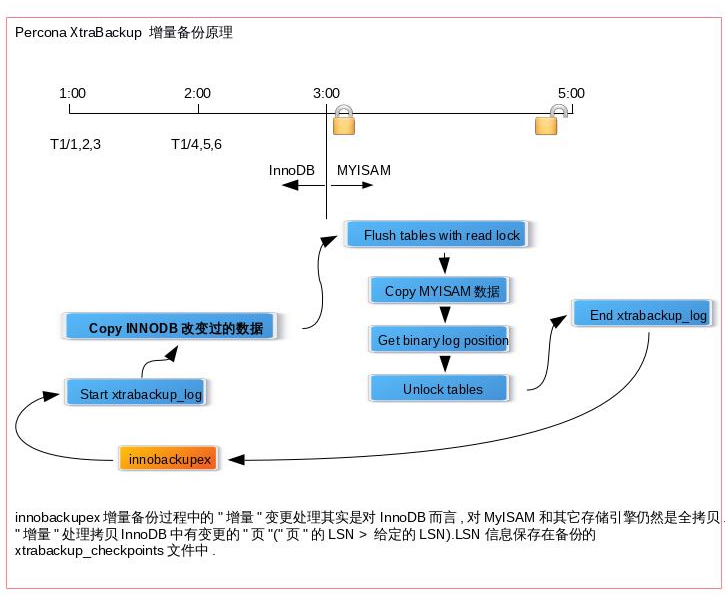 Percona XtraBackup 增量备份原理
1:00 2:00 3:00 5:00
T1/1,2,3 T1/4,5,6
InnoDB MYISAM
Flush tables with read lock
Copy MYISAM 数据
End xtrabackup_log
Copy INNODB 改变过的数据
Get binary log position
Start xtrabackup_log
Unlock tables
innobackupex
innobackupex 增量备份过程中的 " 增量 " 变更处理其实是对 InnoDB 而言 , 对 MyISAM 和其它存储引擎仍然是全拷贝 .
" 增量 " 处理拷贝 InnoDB 中有变更的 " 页 "(" 页 " 的 LSN > 给定的 LSN).LSN 信息保存在备份的
xtrabackup_checkpoints 文件中 .